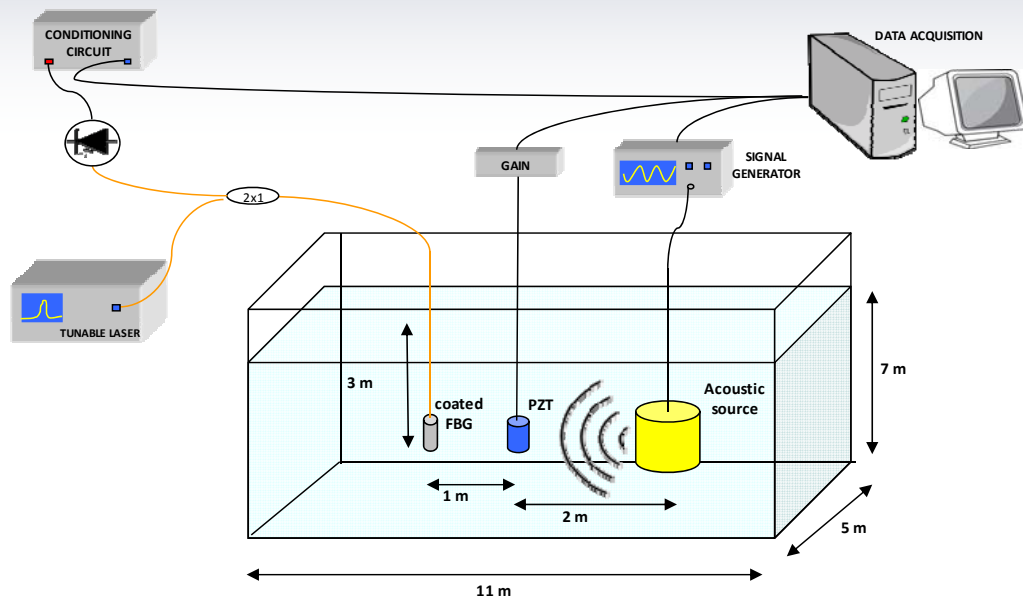 CONDITIONING
CIRCUIT
DATA ACQUISITION
GAIN
SIGNAL
GENERATOR
2x1
TUNABLE LASER
3 m
coated
FBG
PZT
Acoustic
source
7 m
1 m
2 m
5 m
11 m